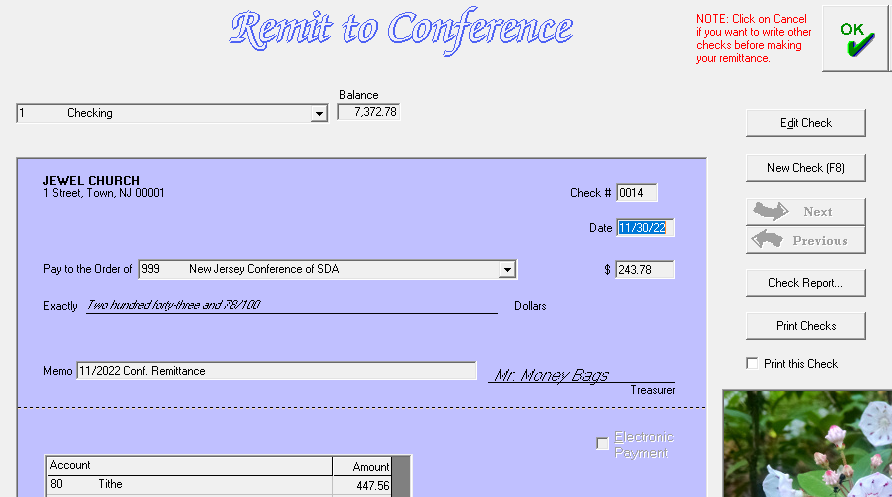 Remit to Conference
NOTE: Click on Cancel
if you want to write other
checks before making
your remittance.
OK
Balance
1 Checking 7,372.78
Edit Check
New Check (F8)
Next
Previous
Check Report...
Print Checks
Print this Check
JEWEL CHURCH
1 Street, Town, NJ 00001
Check # 0014
Date 11/30/22
Pay to the Order of 999 New Jersey Conference of SDA $ 243.78
Exactly Two hundred forty-three and 78/100 Dollars
Memo 11/2022 Conf. Remittance
Mr. Money Bags
Treasurer
Electronic
Payment
Account Amount
80 Tithe 447.56